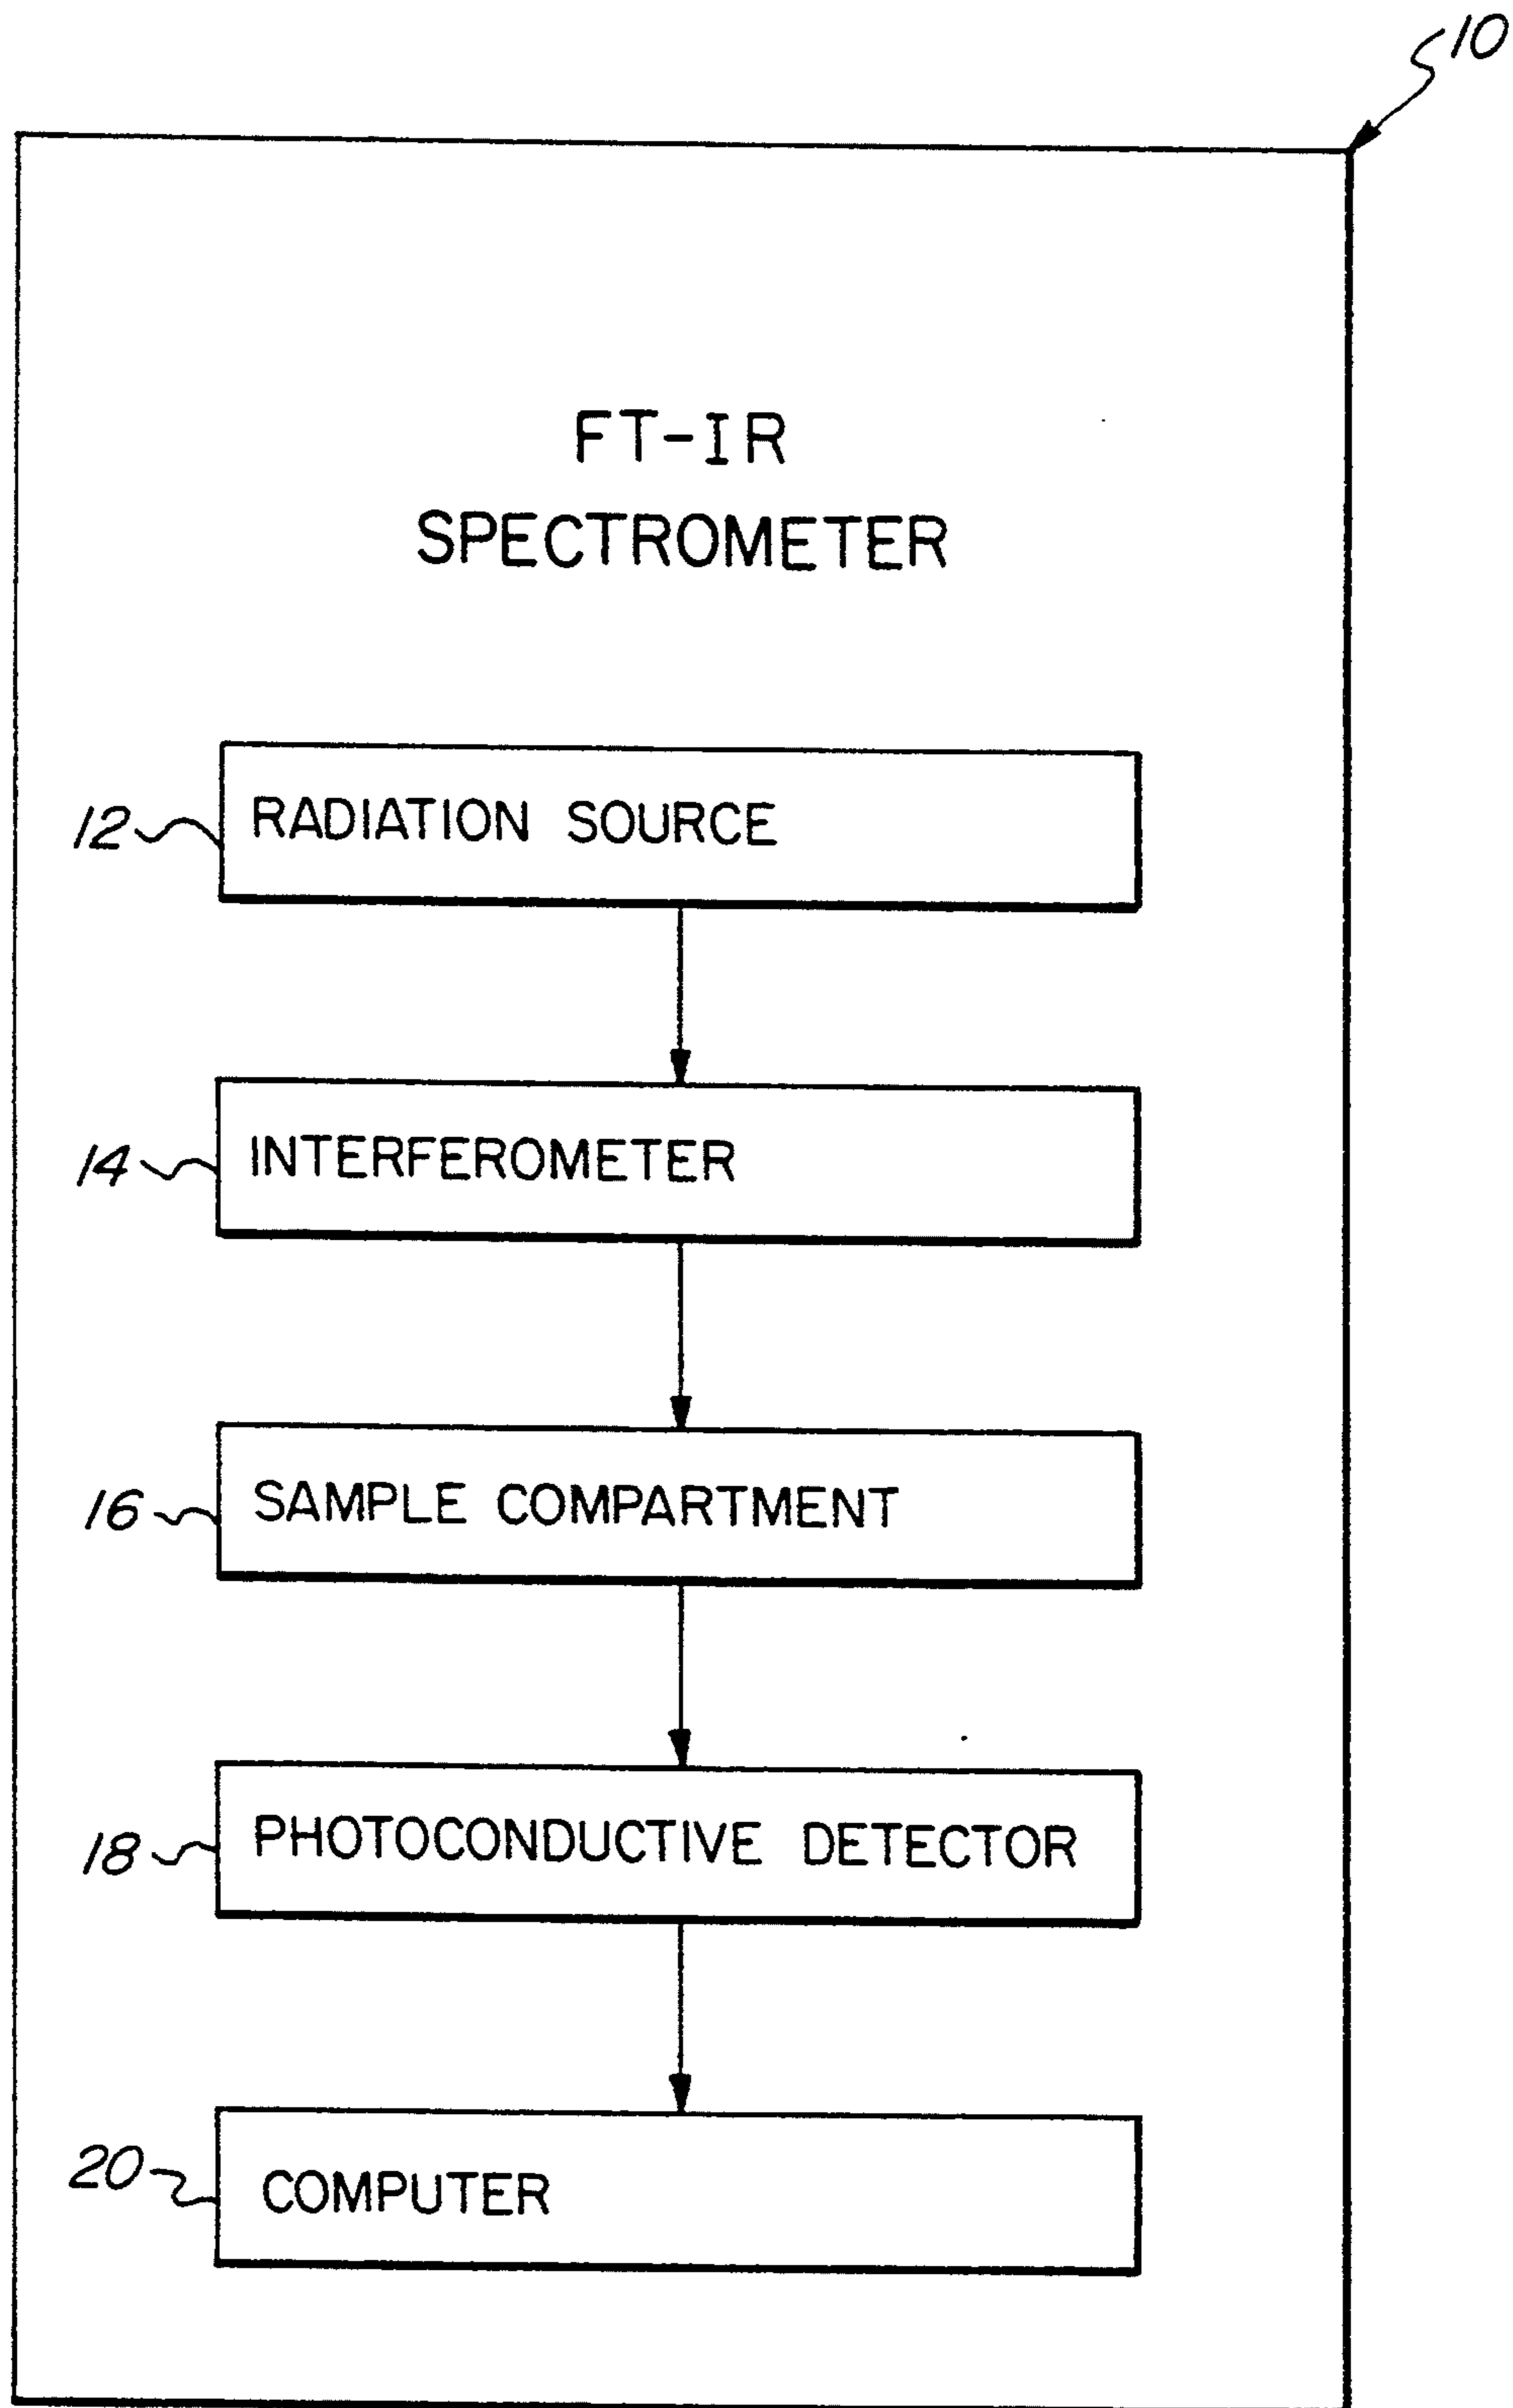 10
FT-IR
SPECTROMETER
12 RADIATION SOURCE
14 INTERFEROMETER
16 SAMPLE COMPARTMENT
18 PHOTOCONDUCTIVE DETECTOR
20 COMPUTER